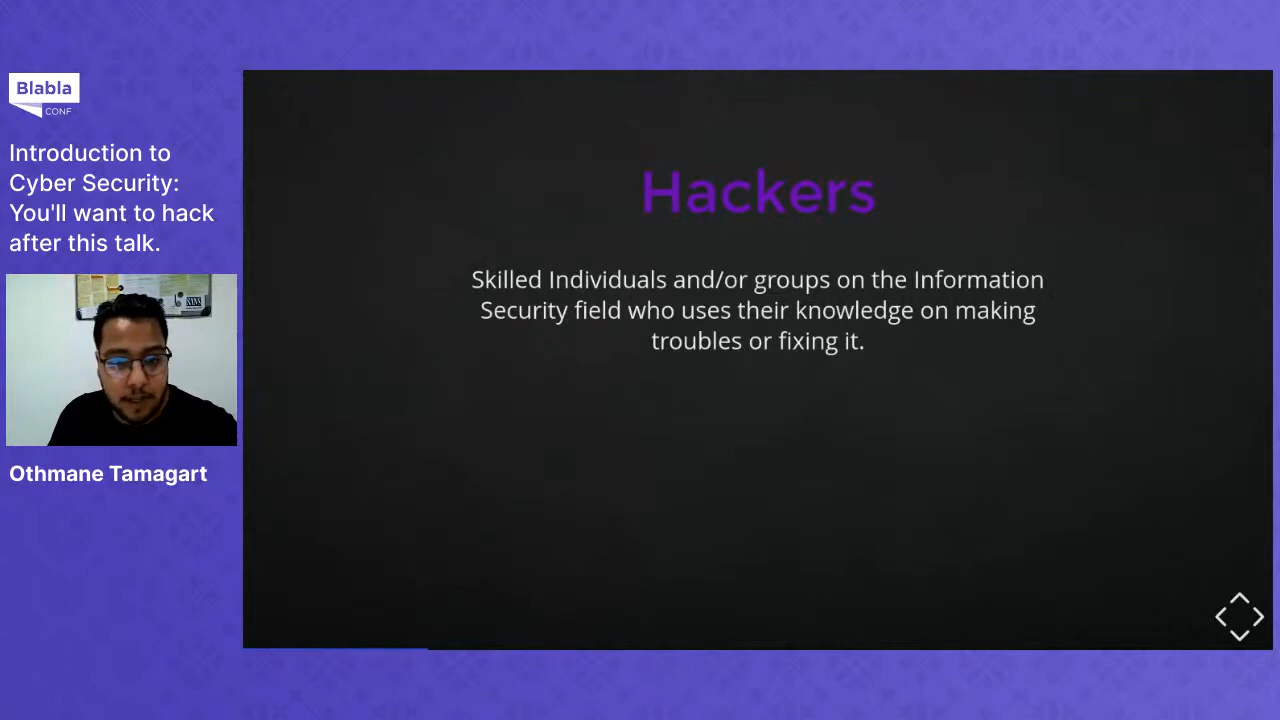 Blabla
CONF
Introduction to
Cyber Security:
You'll want to hack
after this talk.
Othmane Tamagart
Hackers
Skilled Individuals and/or groups on the Information
Security field who uses their knowledge on making
troubles or fixing it.